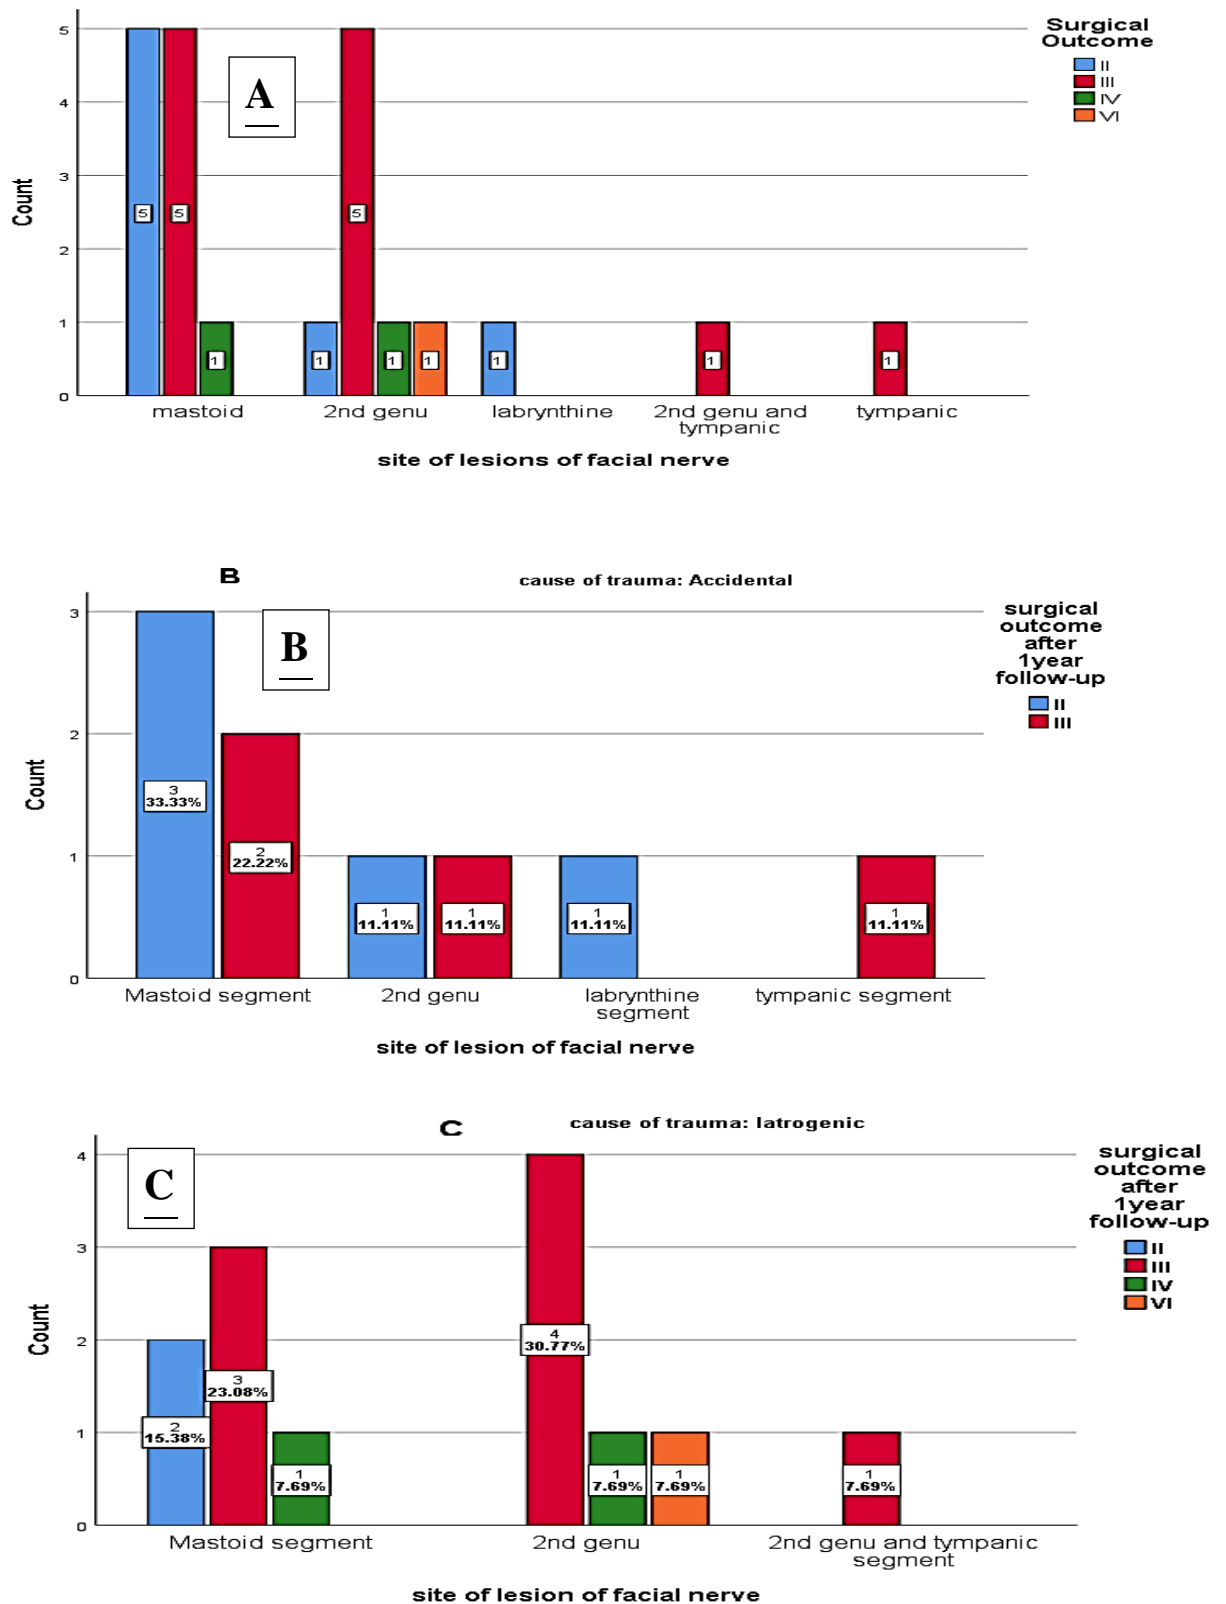 Surgical
Outcome
II
III
IV
VI
A
Count
5
4
3
2
1
0
5
5
1
1
5
1
1
1
1
1
mastoid
2nd genu
labrynthine
2nd genu and
tympanic
tympanic
site of lesions of facial nerve
B
cause of trauma: Accidental
B
surgical
outcome
after
1year
follow-up
II
III
Count
3
2
1
0
3
33.33%
2
22.22%
1
11.11%
1
11.11%
1
11.11%
1
11.11%
Mastoid segment
2nd genu
labrynthine
segment
tympanic segment
site of lesion of facial nerve
C
cause of trauma: Iatrogenic
C
surgical
outcome
after
1year
follow-up
II
III
IV
VI
Count
4
3
2
1
0
2
15.38%
3
23.08%
1
7.69%
4
30.77%
1
7.69%
1
7.69%
1
7.69%
Mastoid segment
2nd genu
2nd genu and tympanic
segment
site of lesion of facial nerve